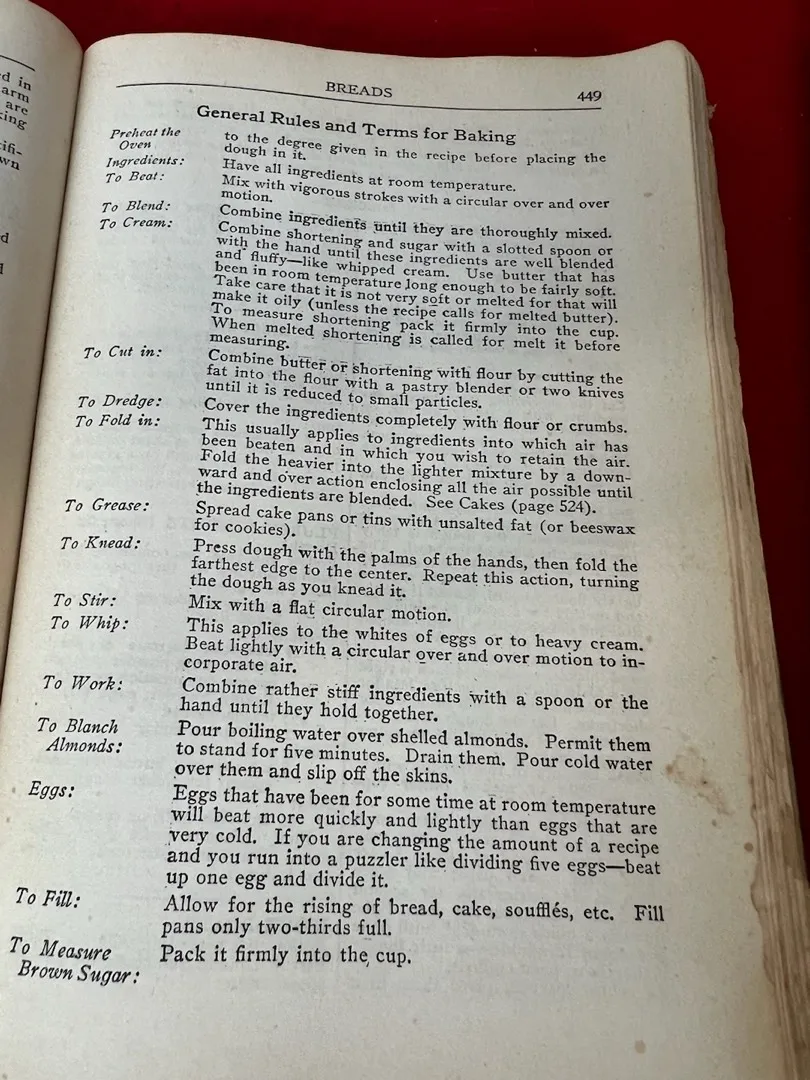 d in
arm
are
king
ifi-
wn
d
BREADS 449
General Rules and Terms for Baking
Preheat the Oven to the degree given in the recipe before placing the
dough in it.
Ingredients: Have all ingredients at room temperature.
To Beat: Mix with vigorous strokes with a circular over and over
motion.
To Blend: Combine ingredients until they are thoroughly mixed.
To Cream: Combine shortening and sugar with a slotted spoon or
with the hand until these ingredients are well blended
and fluffy—like whipped cream. Use butter that has
been in room temperature long enough to be fairly soft.
Take care that it is not very soft or melted for that will
make it oily (unless the recipe calls for melted butter).
To measure shortening pack it firmly into the cup.
When melted shortening is called for melt it before
measuring.
To Cut in: Combine butter or shortening with flour by cutting the
fat into the flour with a pastry blender or two knives
until it is reduced to small particles.
To Dredge: Cover the ingredients completely with flour or crumbs.
To Fold in: This usually applies to ingredients into which air has
been beaten and in which you wish to retain the air.
Fold the heavier into the lighter mixture by a down-
ward and over action enclosing all the air possible until
the ingredients are blended. See Cakes (page 524).
To Grease: Spread cake pans or tins with unsalted fat (or beeswax
for cookies).
To Knead: Press dough with the palms of the hands, then fold the
farthest edge to the center. Repeat this action, turning
the dough as you knead it.
To Stir: Mix with a flat circular motion.
To Whip: This applies to the whites of eggs or to heavy cream.
Beat lightly with a circular over and over motion to in-
corporate air.
To Work: Combine rather stiff ingredients with a spoon or the
hand until they hold together.
To Blanch Pour boiling water over shelled almonds. Permit them
Almonds: to stand for five minutes. Drain them. Pour cold water
over them and slip off the skins.
Eggs: Eggs that have been for some time at room temperature
will beat more quickly and lightly than eggs that are
very cold. If you are changing the amount of a recipe
and you run into a puzzler like dividing five eggs—beat
up one egg and divide it.
To Fill: Allow for the rising of bread, cake, soufflés, etc. Fill
pans only two-thirds full.
To Measure Pack it firmly into the cup.
Brown Sugar: